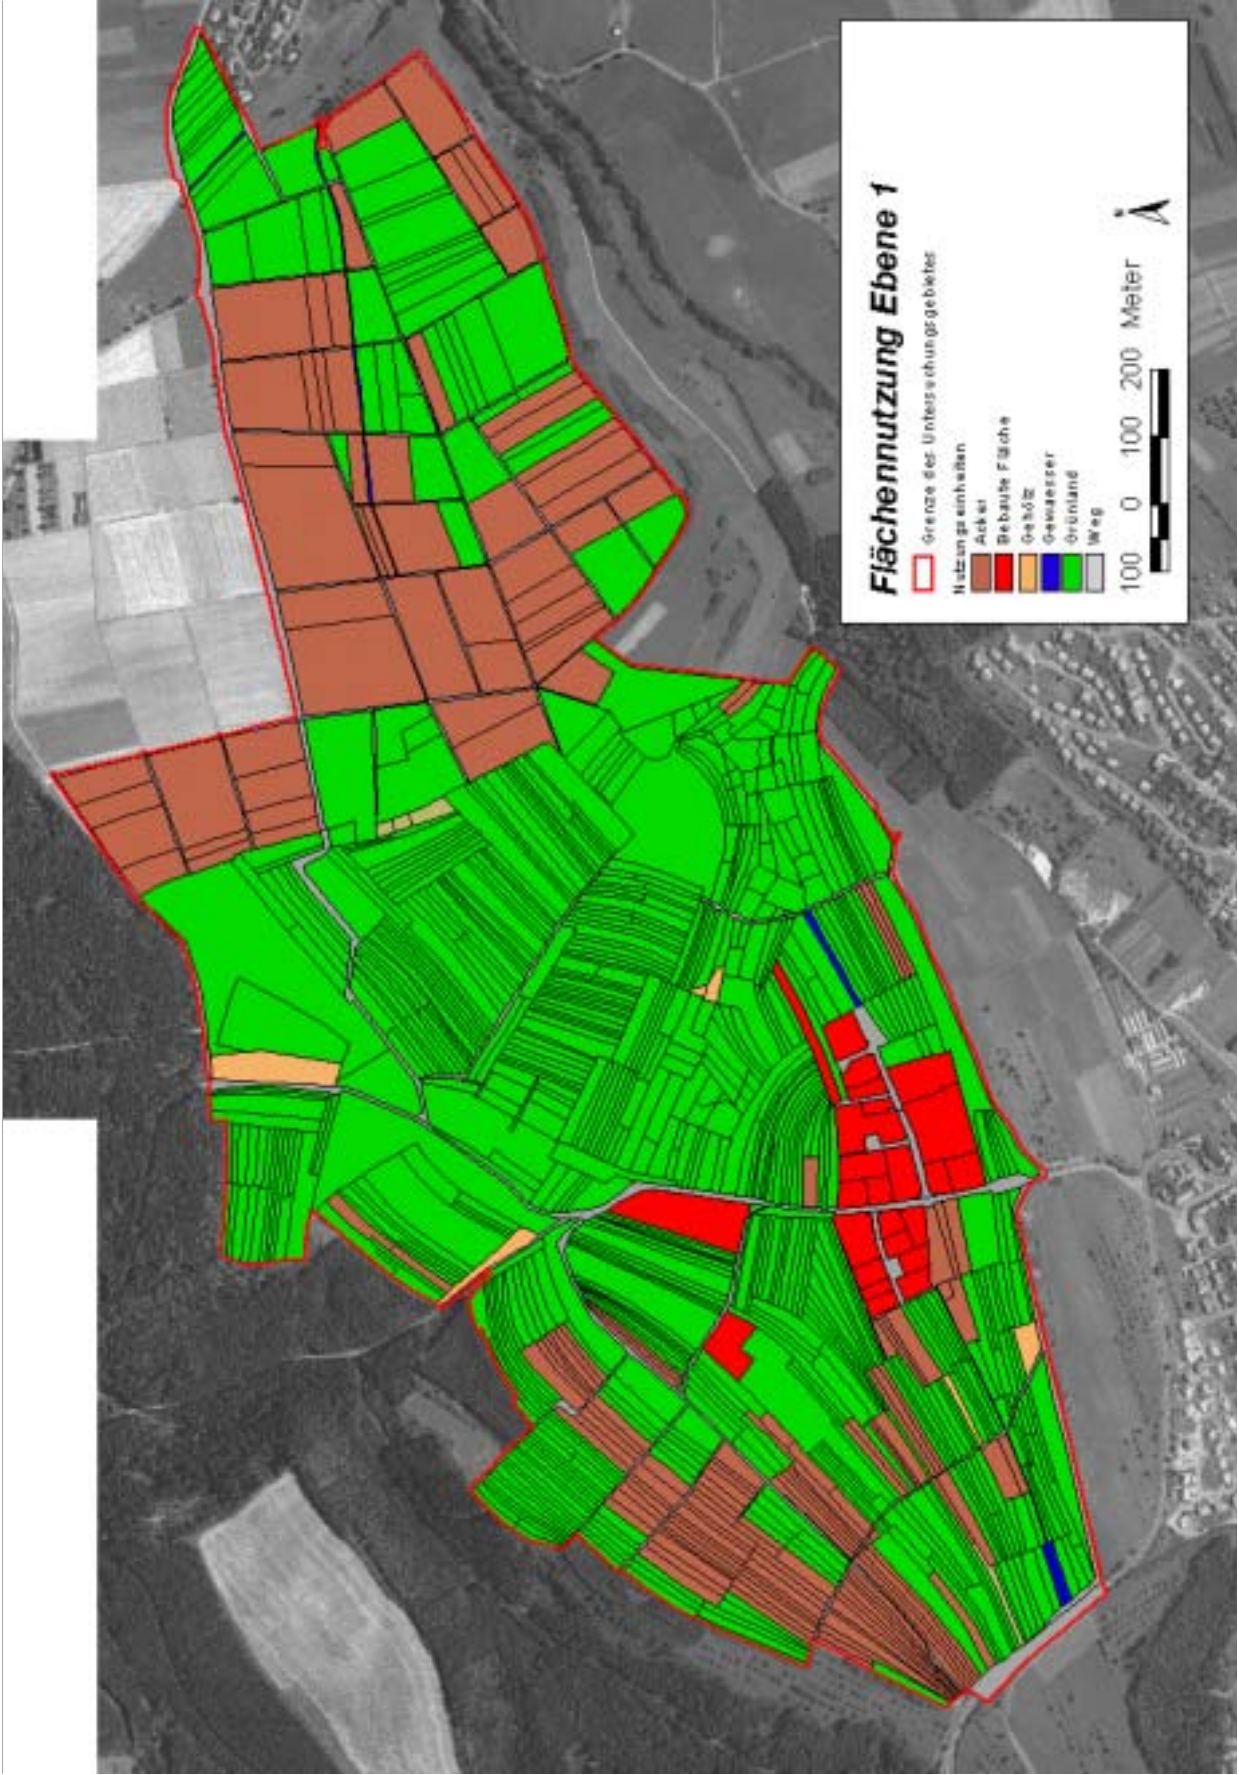 Flächennutzung Ebene 1
Grenze des Untersuchungsgebietes
Nutzungseinheiten
Acker
Bebaute Fläche
Gehölz
Gewaesser
Grünland
Weg
N
100 0 100 200 Meter